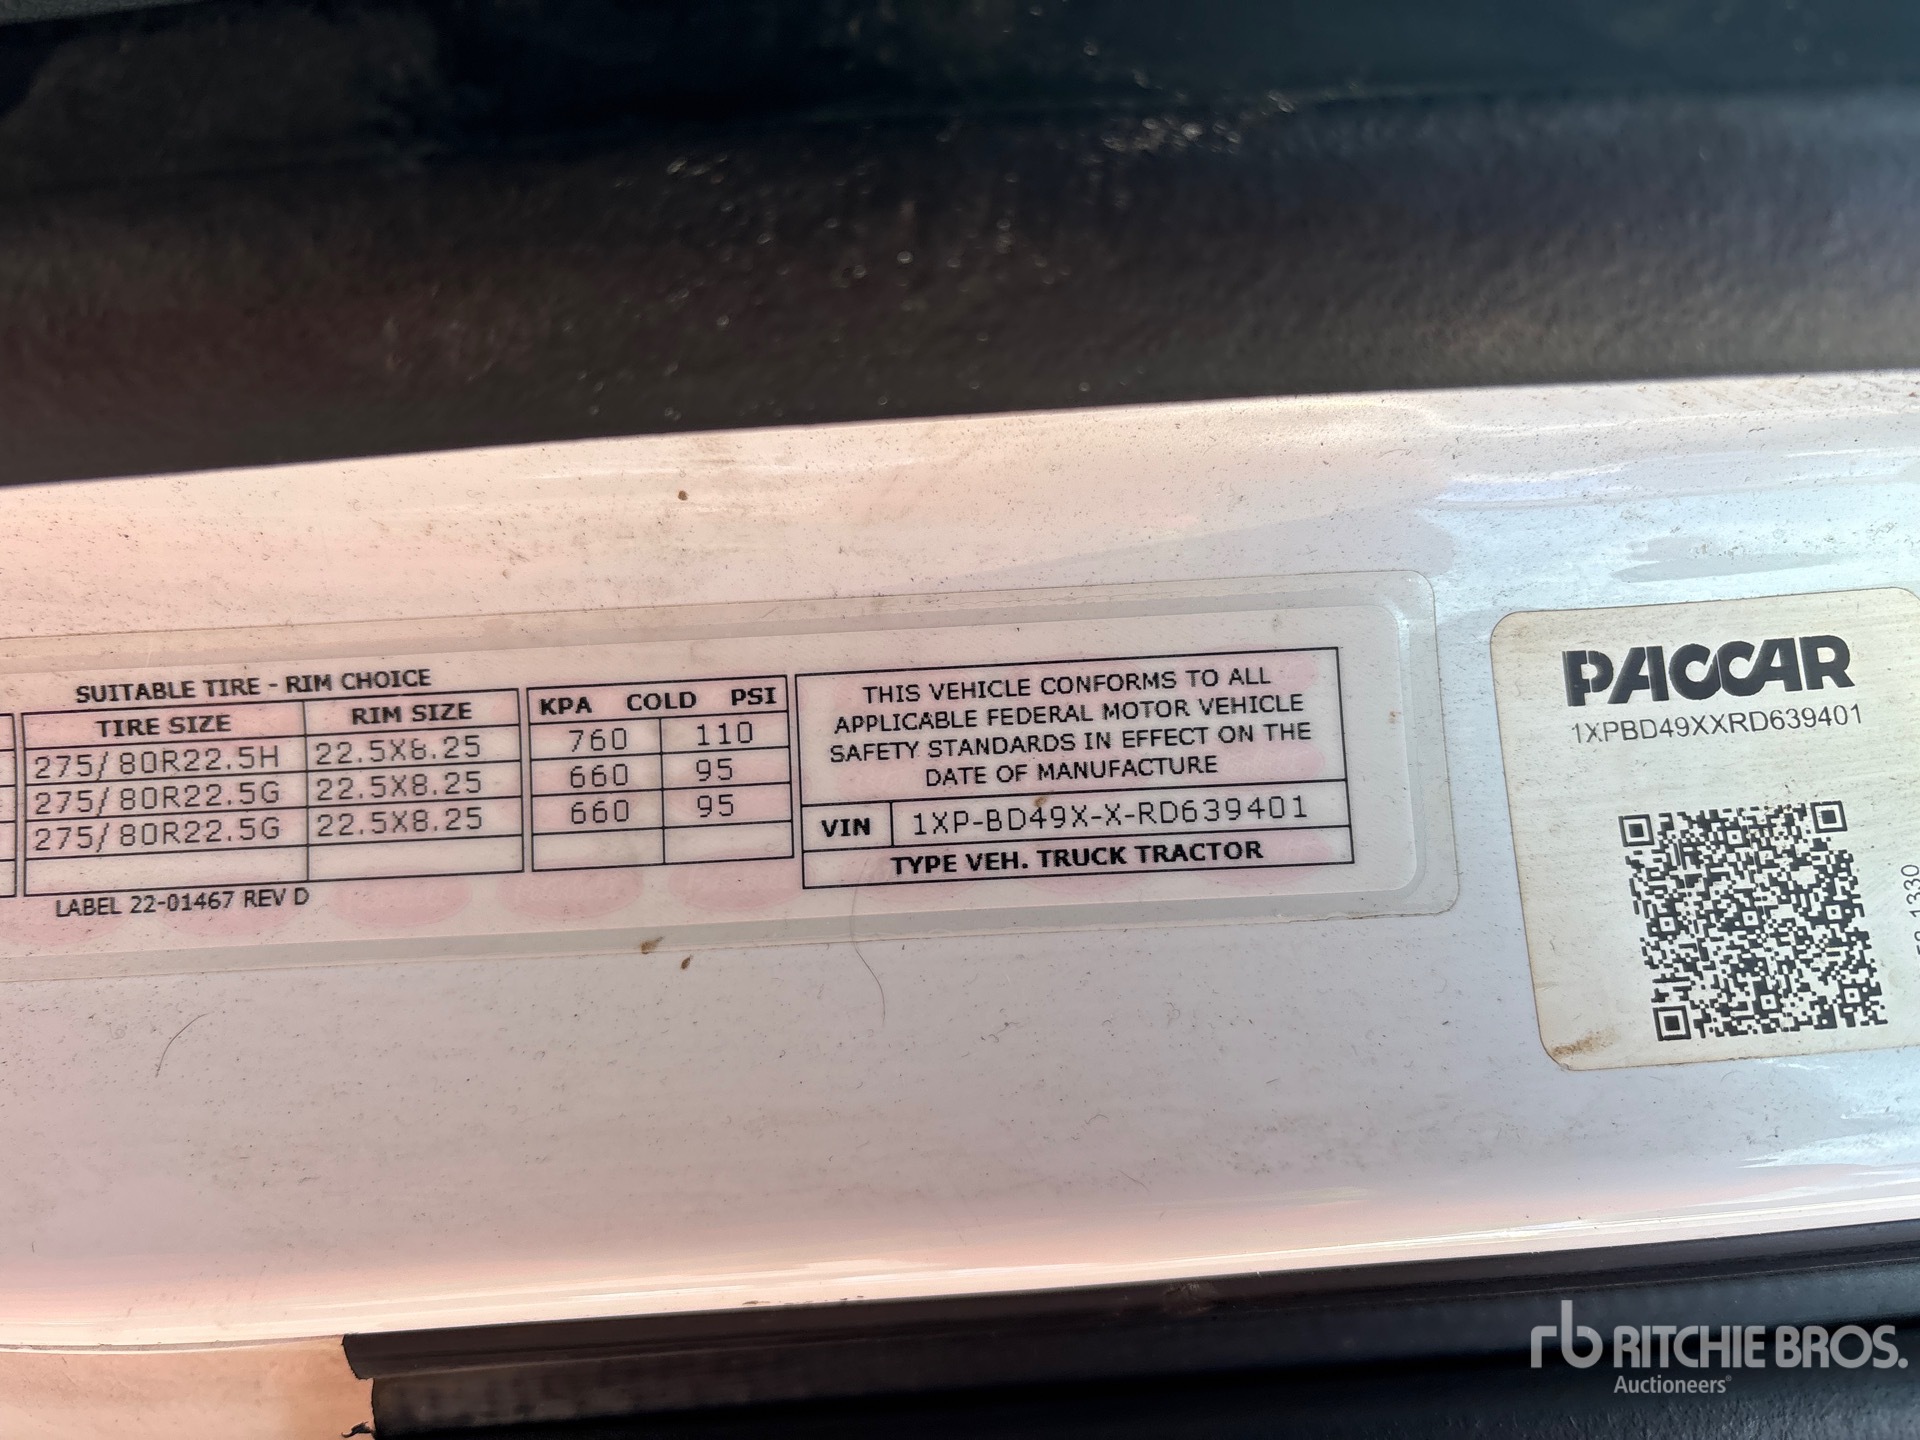 SUITABLE TIRE - RIM CHOICE
TIRE SIZE RIM SIZE
275/80R22.5H 22.5X8.25
275/80R22.5G 22.5X8.25
275/80R22.5G 22.5X8.25
LABEL 22-01467 REV D
KPA COLD PSI
760 110
660 95
660 95
THIS VEHICLE CONFORMS TO ALL
APPLICABLE FEDERAL MOTOR VEHICLE
SAFETY STANDARDS IN EFFECT ON THE
DATE OF MANUFACTURE
VIN 1XP-BD49X-X-RD639401
TYPE VEH. TRUCK TRACTOR
PACCAR
1XPBD49XXRD639401
1330
rb RITCHIE BROS.
Auctioneers®